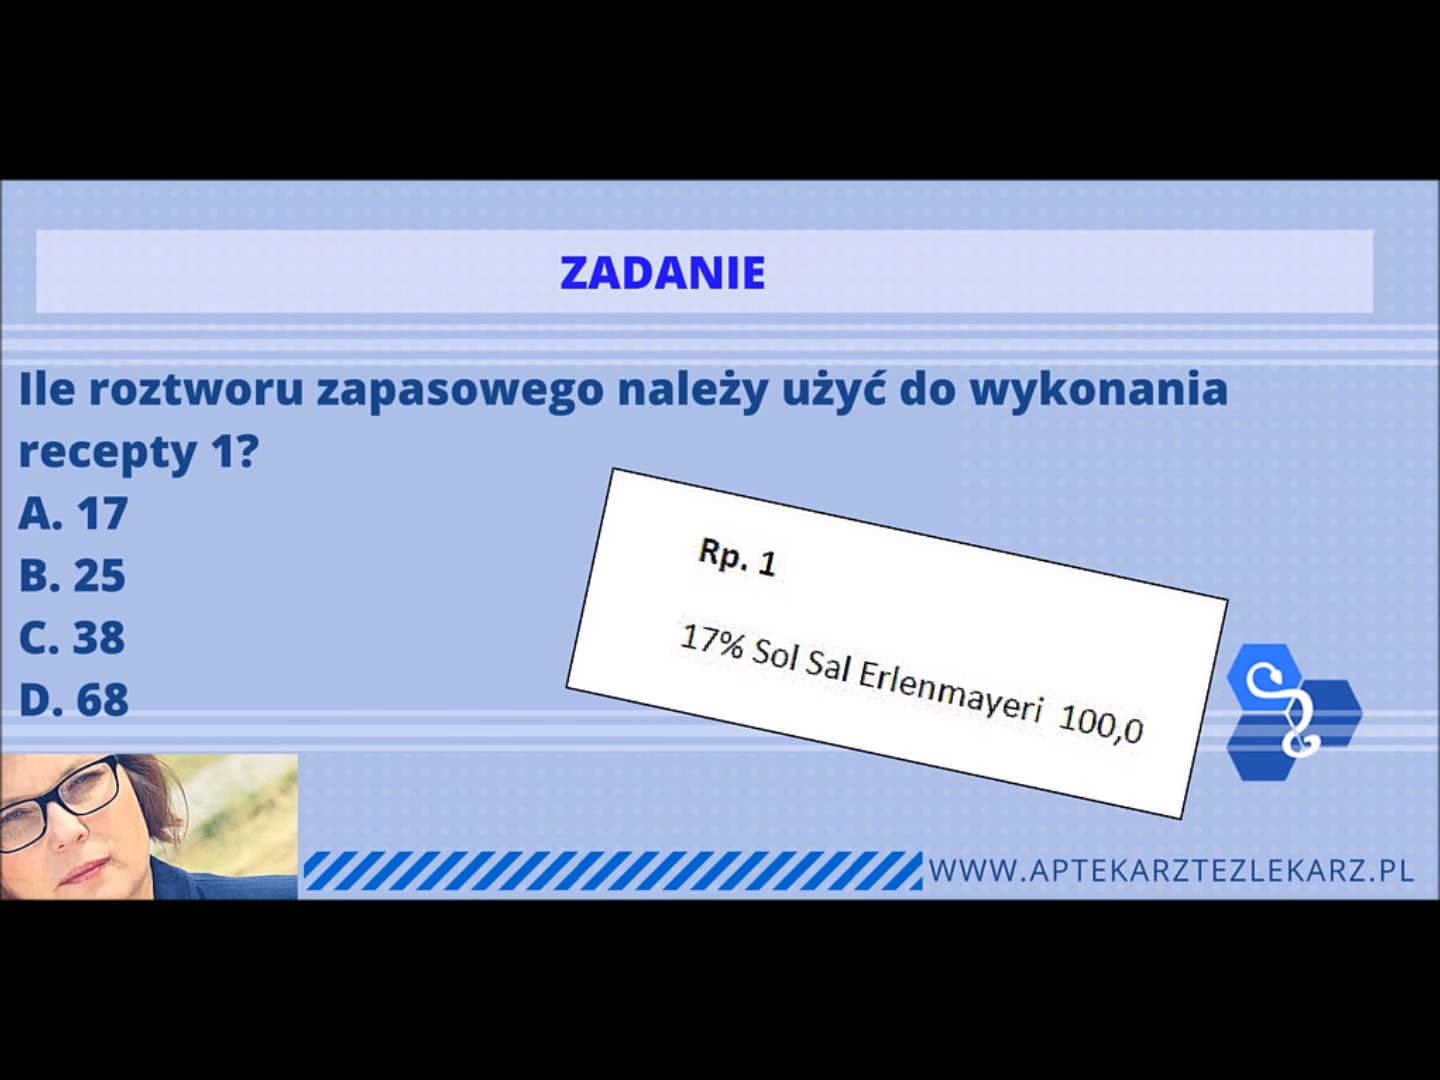 ZADANIE
Ile roztworu zapasowego należy użyć do wykonania
recepty 1?
A. 17
B. 25
C. 38
D. 68
Rp. 1
17% Sol Sal Erlenmayeri 100,0
WWW.APTEKARZTEZLEKARZ.PL